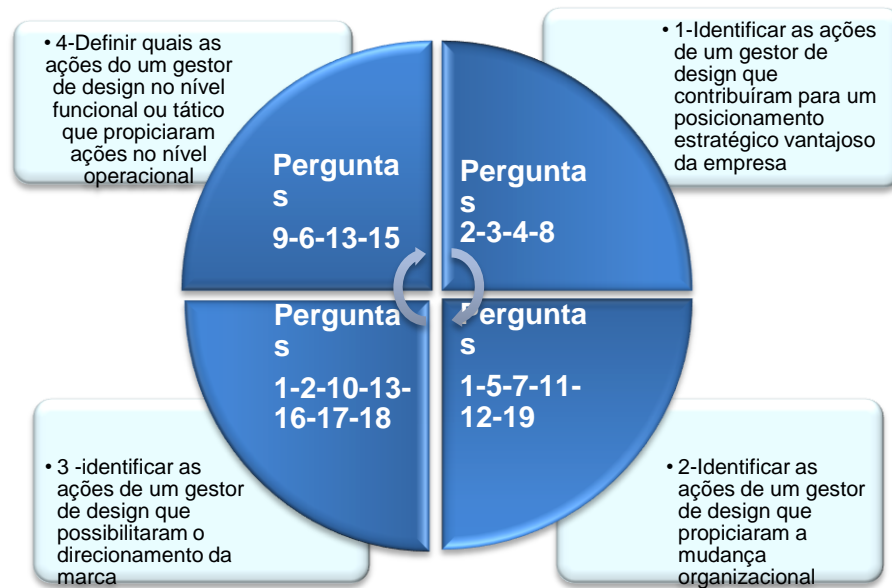 • 4-Definir quais as
ações do um gestor
de design no nível
funcional ou tático
que propiciaram
ações no nível
operacional
• 1-Identificar as ações
de um gestor de
design que
contribuíram para um
posicionamento
estratégico vantajoso
da empresa
Pergunta
s
9-6-13-15
Pergunta
s
2-3-4-8
Pergunta
s
1-2-10-13-
16-17-18
Pergunta
s
1-5-7-11-
12-19
• 3 -identificar as
ações de um gestor
de design que
possibilitaram o
direcionamento da
marca
• 2-Identificar as
ações de um gestor
de design que
propiciaram a
mudança
organizacional